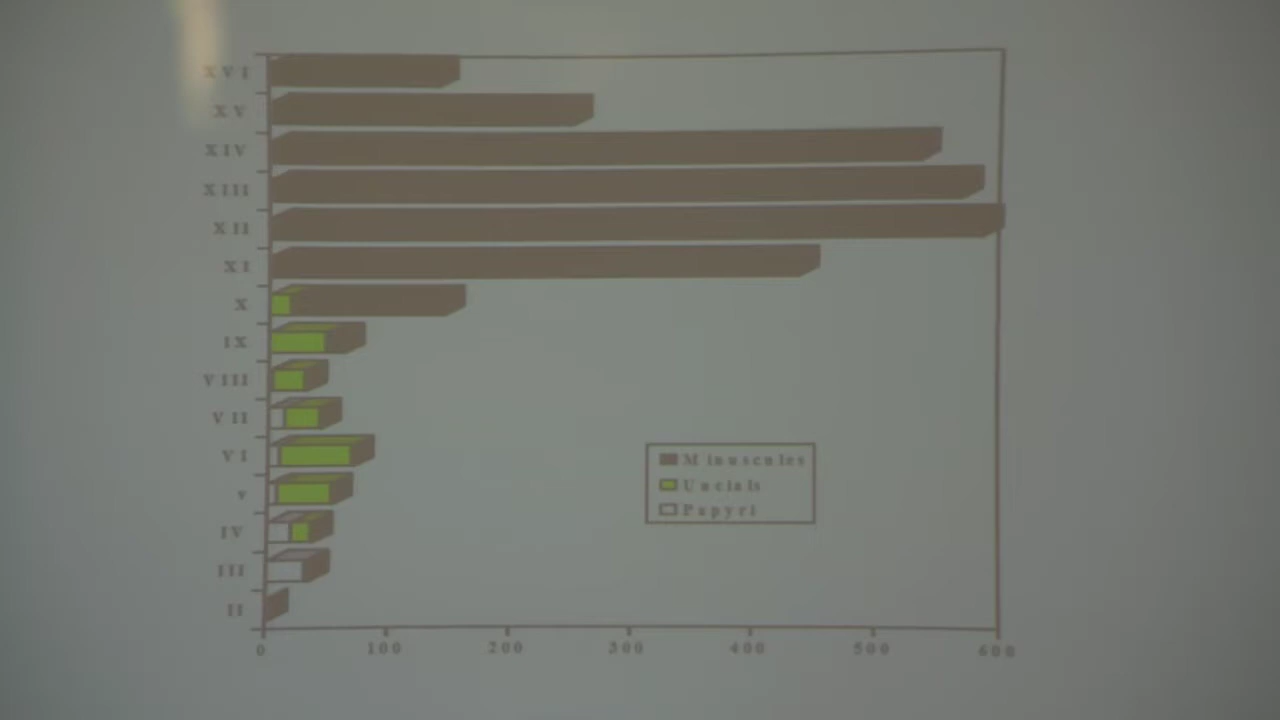 XVI
XV
XIV
XIII
XII
XI
X
IX
VIII
VII
VI
v
IV
III
II
Minuscules
Uncials
Papyri
0 100 200 300 400 500 600